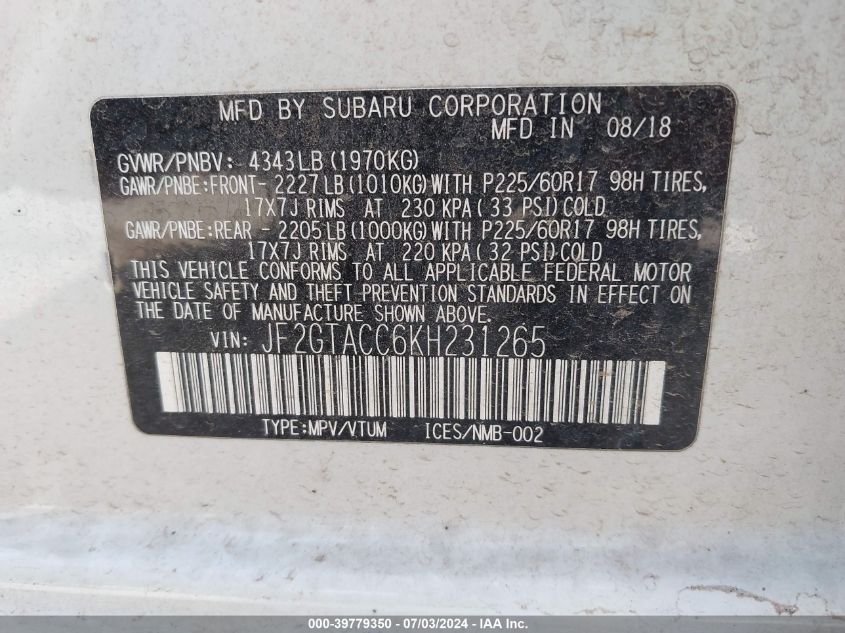 MFD BY SUBARU CORPORATION
MFD IN 08/18
GVWR/PNBV: 4343LB (1970KG)
GAWR/PNBE:FRONT- 2227LB (1010KG) WITH P225/60R17 98H TIRES,
17X7J RIMS AT 230 KPA( 33 PSI)COLD
GAWR/PNBE:REAR - 2205LB (1000KG) WITH P225/60R17 98H TIRES,
17X7J RIMS AT 220 KPA( 32 PSI)COLD
THIS VEHICLE CONFORMS TO ALL APPLICABLE FEDERAL MOTOR
VEHICLE SAFETY AND THEFT PREVENTION STANDARDS IN EFFECT ON
THE DATE OF MANUFACTURE SHOWN ABOVE.
VIN: JF2GTACC6KH231265
TYPE:MPV/VTUM ICES/NMB-002
000-39779350 - 07/03/2024 - IAA Inc.